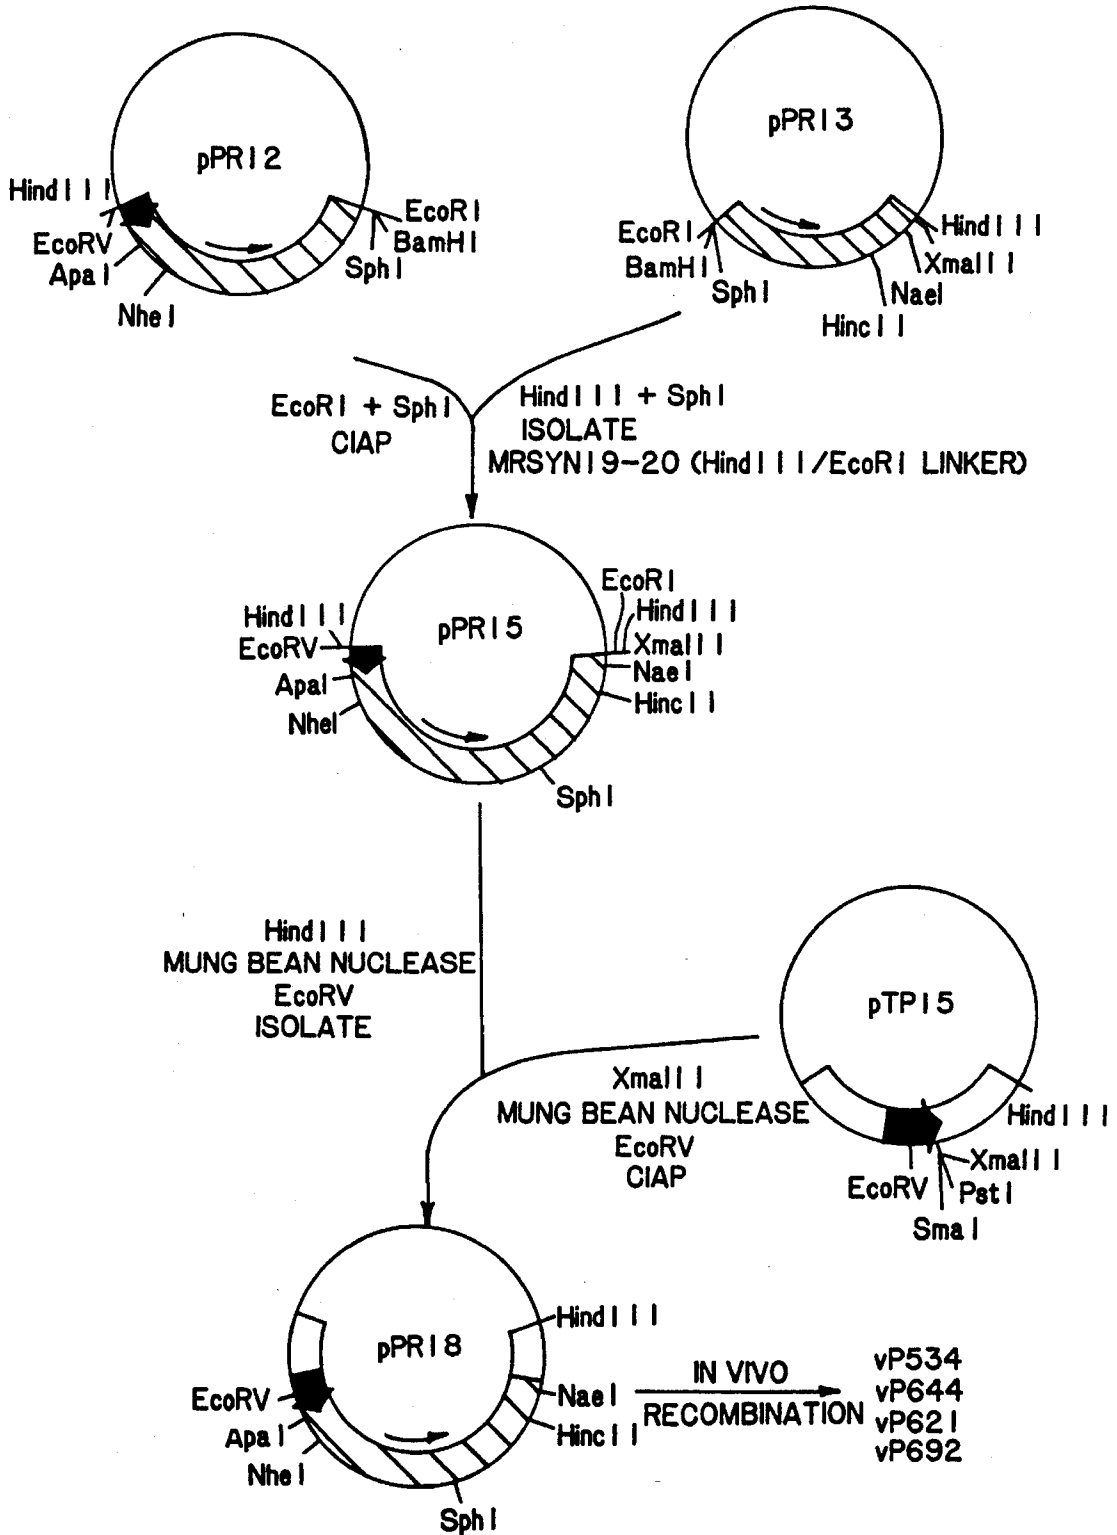 pPR12
HindIII
EcoRV
ApaI
NheI
EcoRI
BamHI
SphI
pPR13
EcoRI
BamHI
SphI
HindIII
XmaIII
NaeI
HincII
EcoRI + SphI
CIAP
HindIII + SphI
ISOLATE
MRSYN19-20 (HindIII/EcoRI LINKER)
pPR15
HindIII
EcoRV
ApaI
NheI
EcoRI
HindIII
XmaIII
NaeI
HincII
SphI
HindIII
MUNG BEAN NUCLEASE
EcoRV
ISOLATE
pTP15
HindIII
XmaIII
PstI
EcoRV
SmaI
XmaIII
MUNG BEAN NUCLEASE
EcoRV
CIAP
pPR18
HindIII
EcoRV
ApaI
NheI
NaeI
HincII
SphI
IN VIVO
RECOMBINATION
vP534
vP644
vP621
vP692